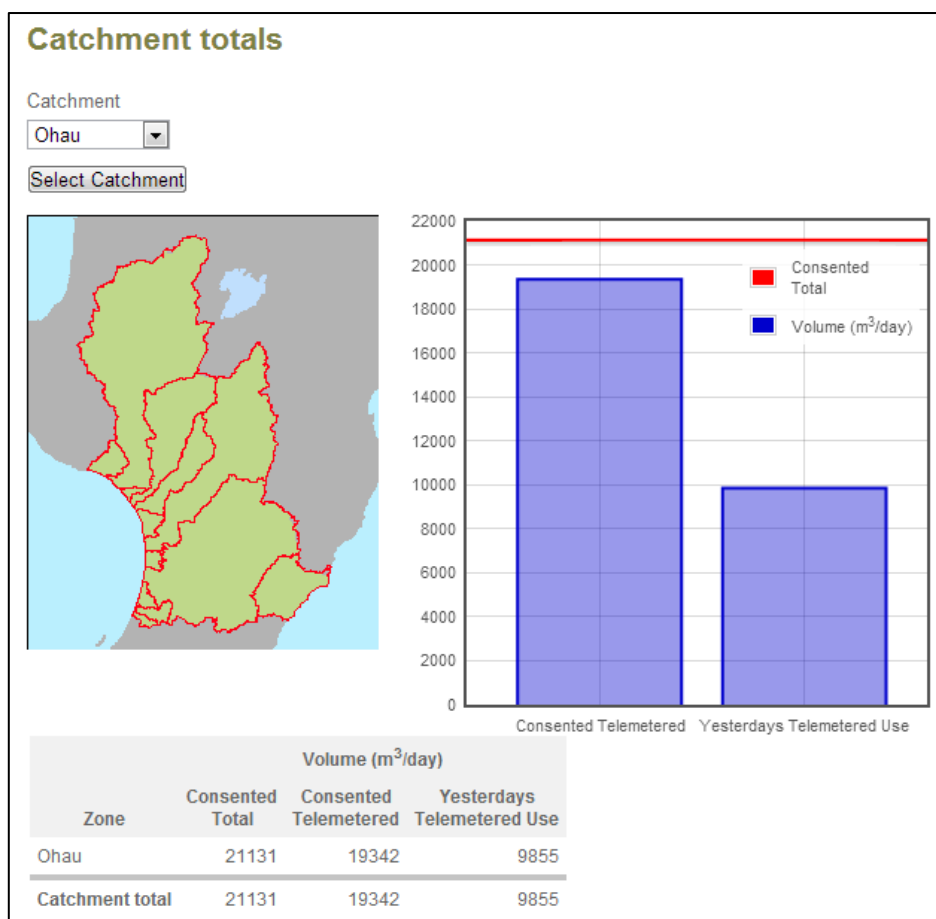 Catchment totals
Catchment
Ohau
Select Catchment
22000
20000
18000
16000
14000
12000
10000
8000
6000
4000
2000
0
Consented
Total
Volume (m³/day)
Consented Telemetered Yesterdays Telemetered Use
Volume (m³/day)
Zone Consented Total Consented Telemetered Yesterdays Telemetered Use
Ohau 21131 19342 9855
Catchment total 21131 19342 9855